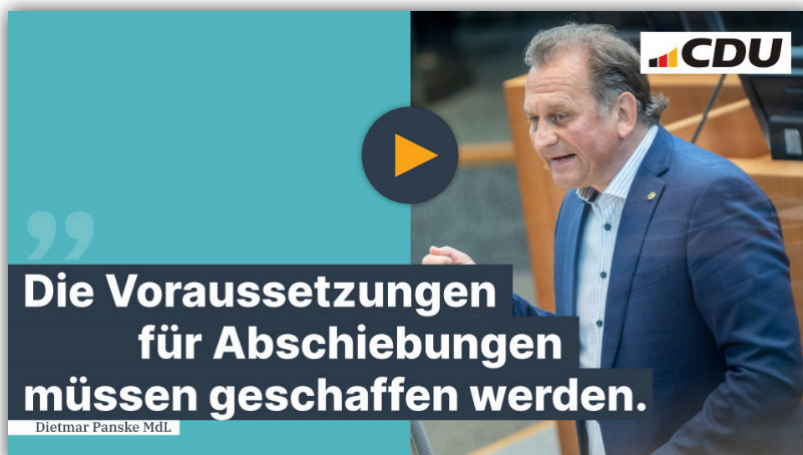 CDU
Die Voraussetzungen
für Abschiebungen
müssen geschaffen werden.
Dietmar Panske MdL